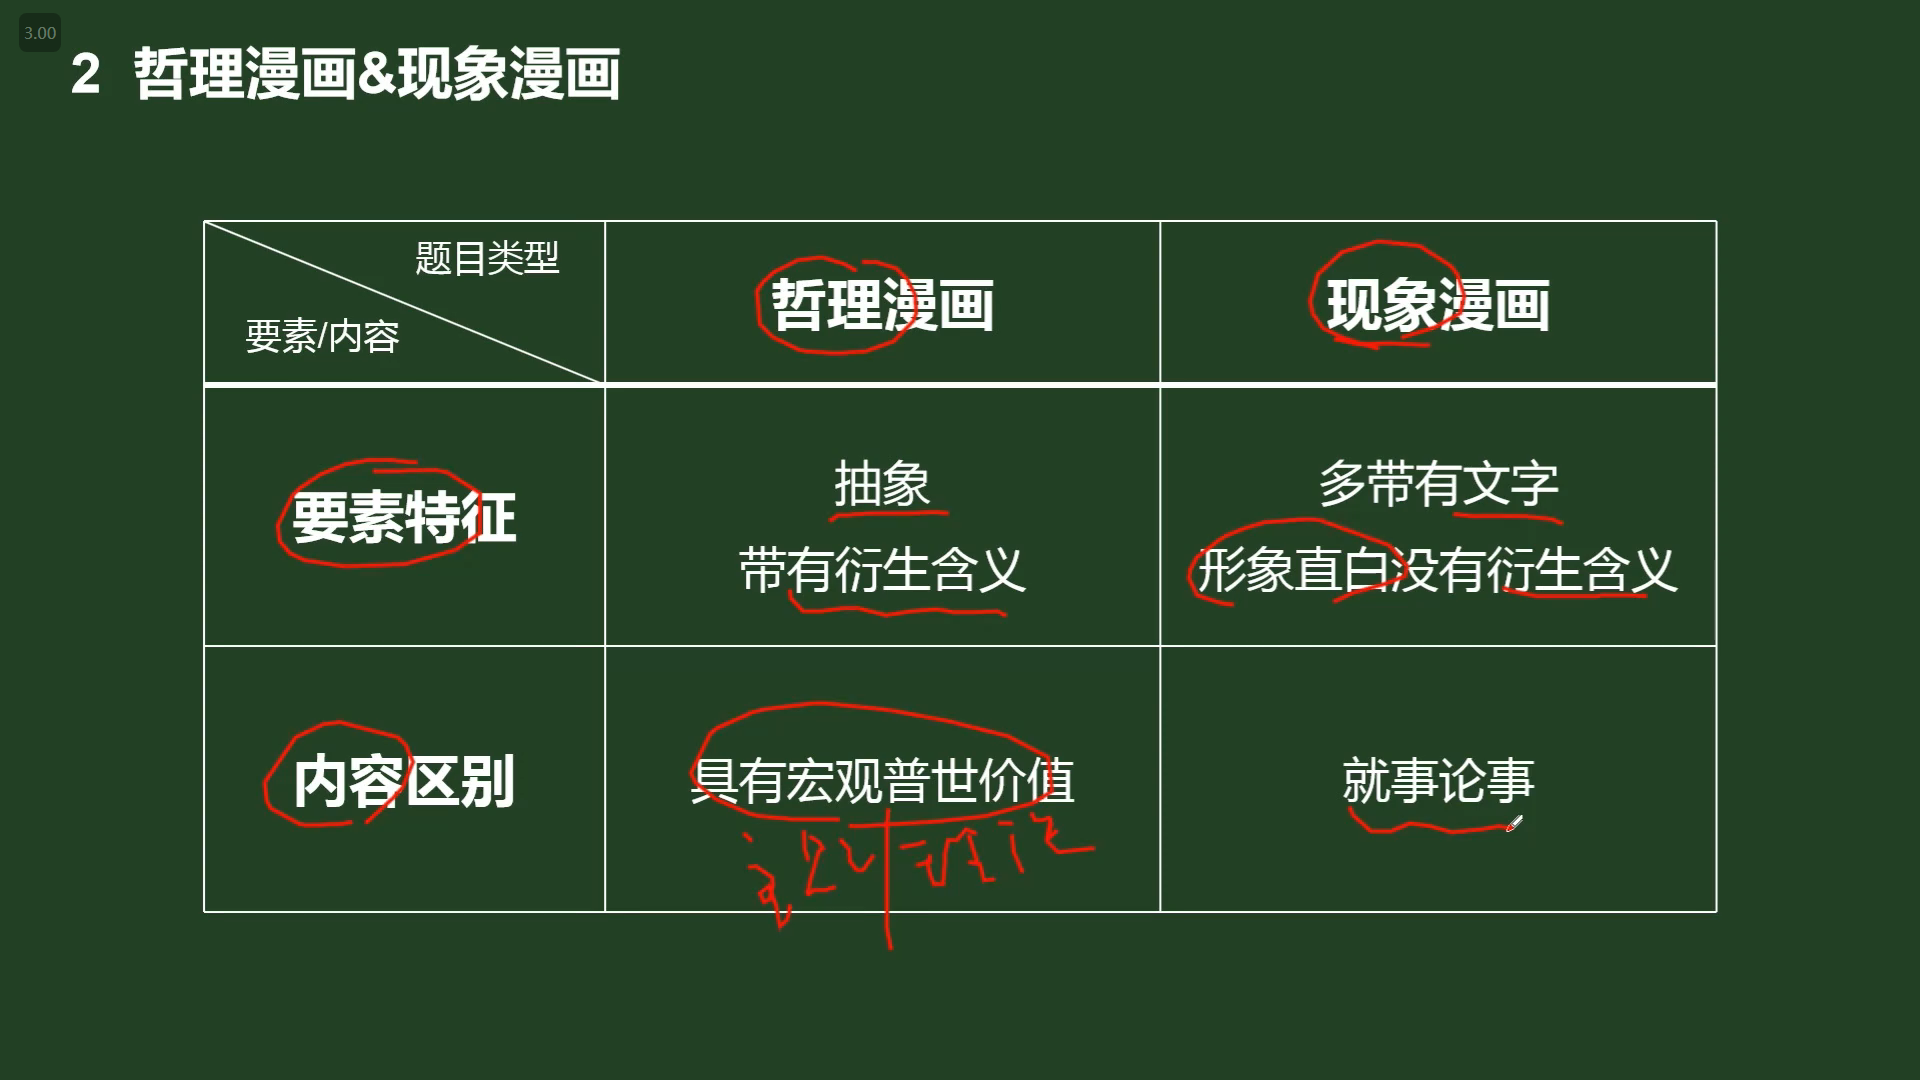 3.00
2 哲理漫画&现象漫画
题目类型
要素/内容
哲理漫画
现象漫画
要素特征
抽象
带有衍生含义
多带有文字
形象直白没有衍生含义
内容区别
具有宏观普世价值
就事论事